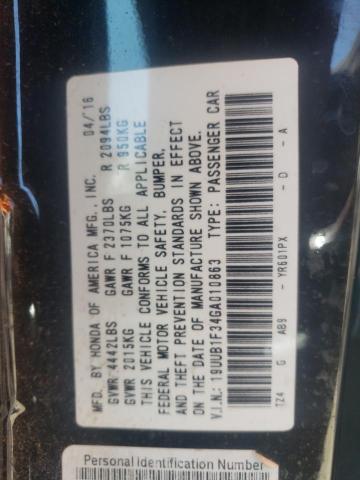 MFD. BY HONDA OF AMERICA MFG., INC. 04/16
GVWR 4442LBS GAWR F 2370LBS R 2094LBS
GVWR 2015KG GAWR F 1075KG R 950KG
THIS VEHICLE CONFORMS TO ALL APPLICABLE
FEDERAL MOTOR VEHICLE SAFETY, BUMPER,
AND THEFT PREVENTION STANDARDS IN EFFECT
ON THE DATE OF MANUFACTURE SHOWN ABOVE.
V.I.N.: 19UUB1F34GA010863 TYPE: PASSENGER CAR
TZ4 G AB9 - YR601PX - D - A
Personal Identification Number